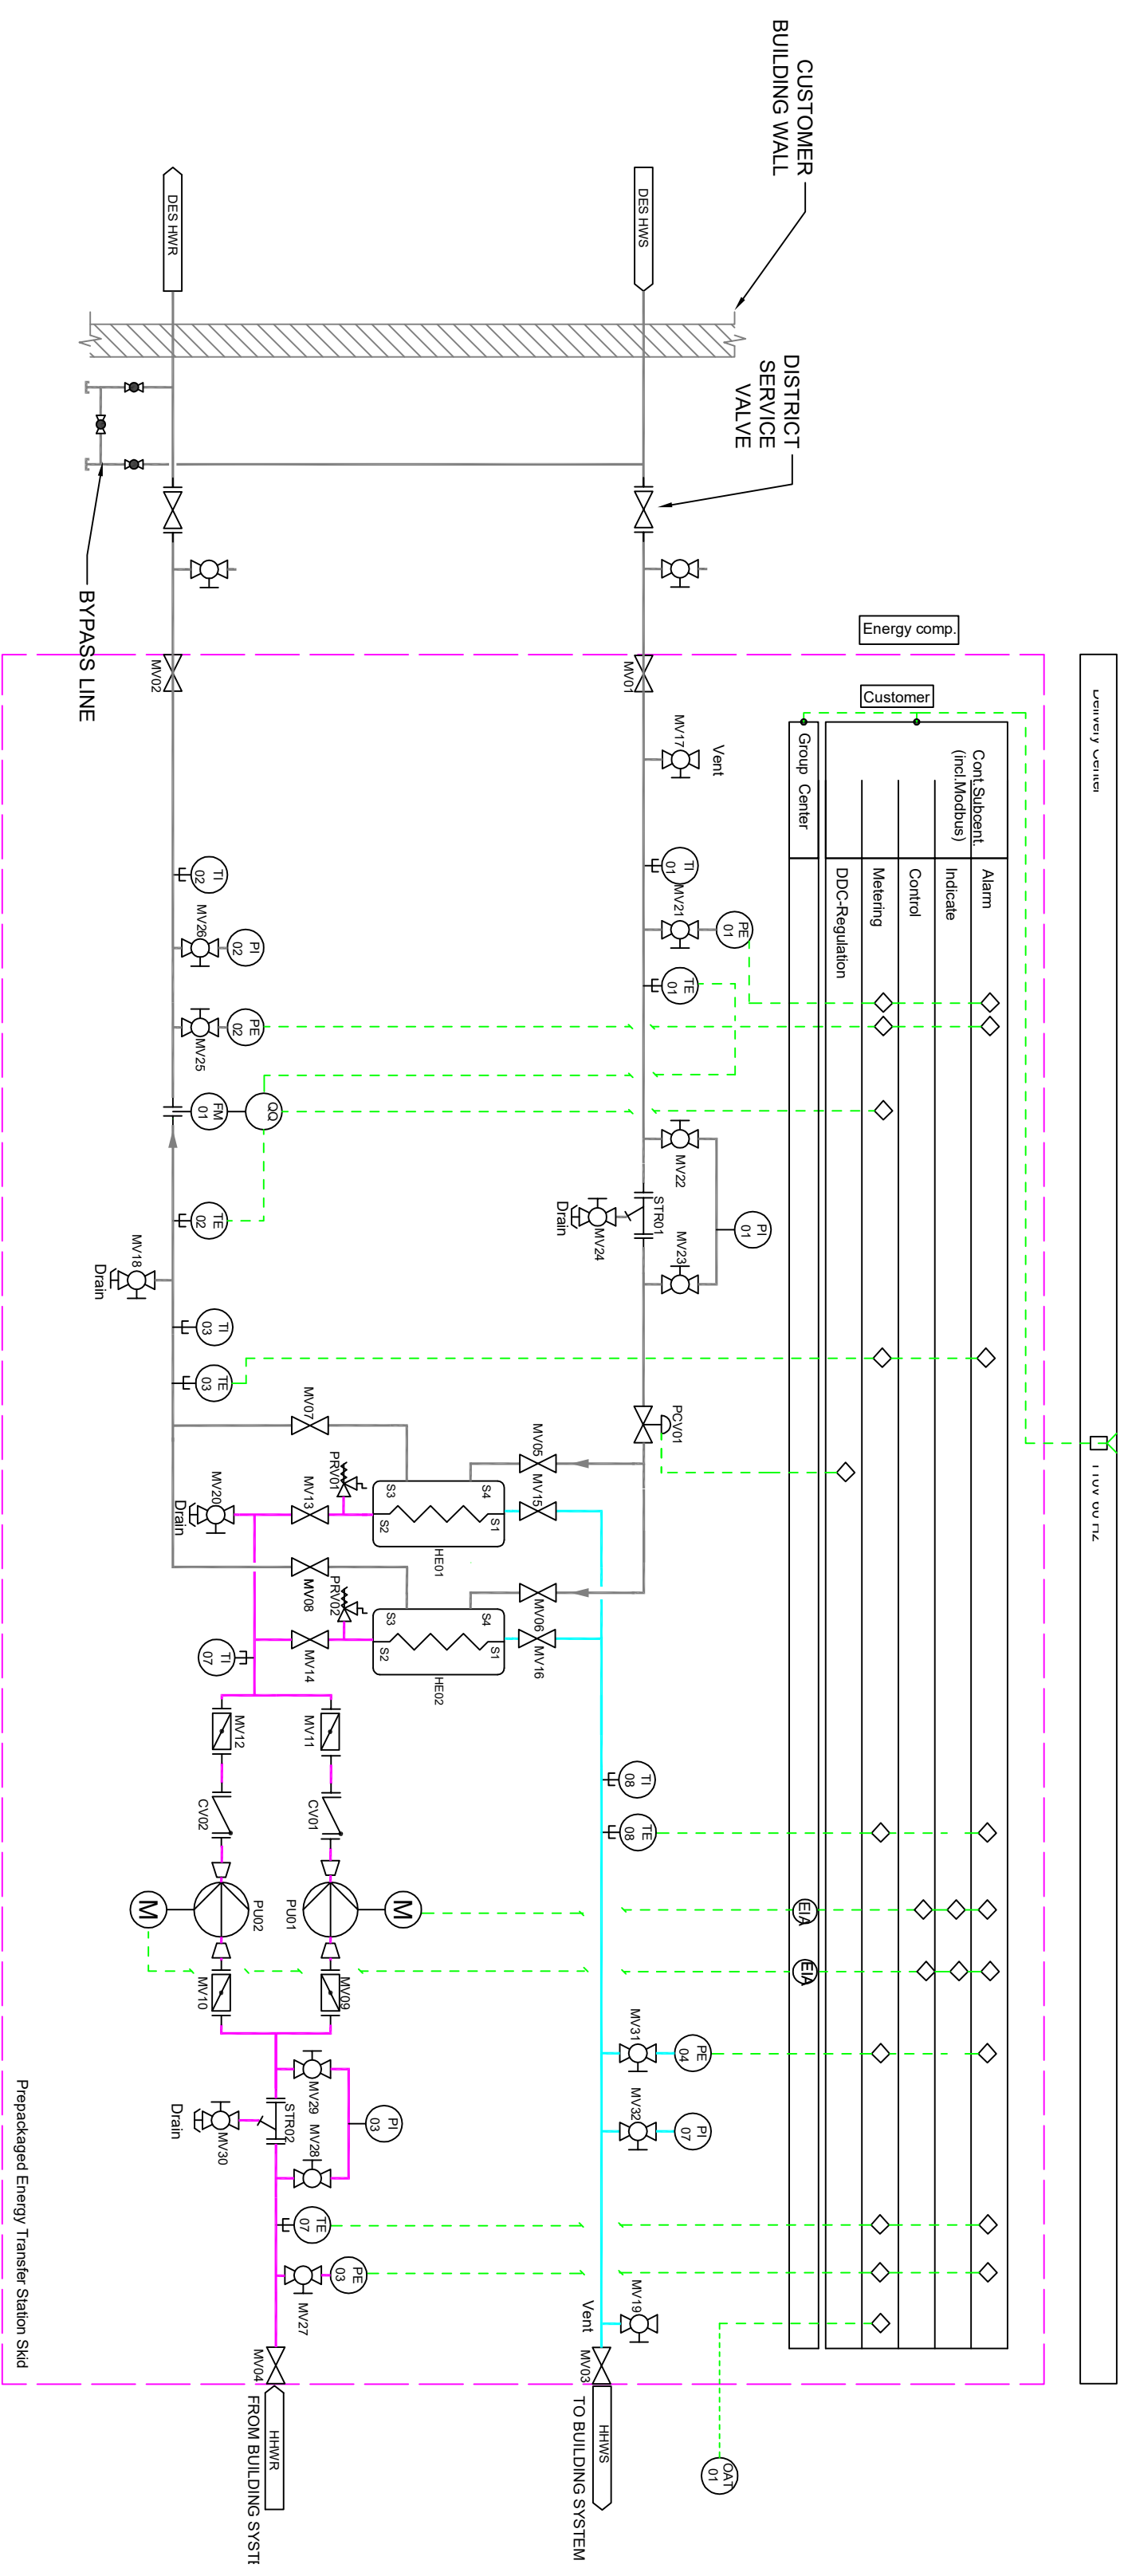 CUSTOMER
BUILDING WALL
DES HWR
DES HWS
DISTRICT
SERVICE
VALVE
BYPASS LINE
Energy comp.
Customer
Group Center
Cont.Subcent.
(incl.Modbus)
Alarm
Indicate
Control
Metering
DDC-Regulation
Delivery Center
110V 60 Hz
MV02
MV01
MV17
Vent
TI
01
MV21
PE
01
TE
01
TI
02
MV26
PI
02
MV25
PE
02
FM
01
QQ
TE
02
MV18
Drain
TI
03
TE
03
MV22
STR01
MV24
Drain
MV23
PI
01
PCV01
MV07
MV05
MV15
PRV01
MV13
MV20
Drain
S3
S4
S2
S1
HE01
MV08
PRV02
MV14
MV06
MV16
S3
S4
S2
S1
HE02
TI
07
MV12
MV11
CV02
CV01
PU02
PU01
M
M
MV10
MV09
TI
08
TE
08
EIA
EIA
MV31
PE
04
MV32
PI
07
MV29
STR02
MV28
PI
03
MV30
Drain
TE
07
PE
03
MV27
MV19
Vent
MV04
MV03
HHWR
FROM BUILDING SYSTE
HHWS
TO BUILDING SYSTEM
OAT
01
Prepackaged Energy Transfer Station Skid